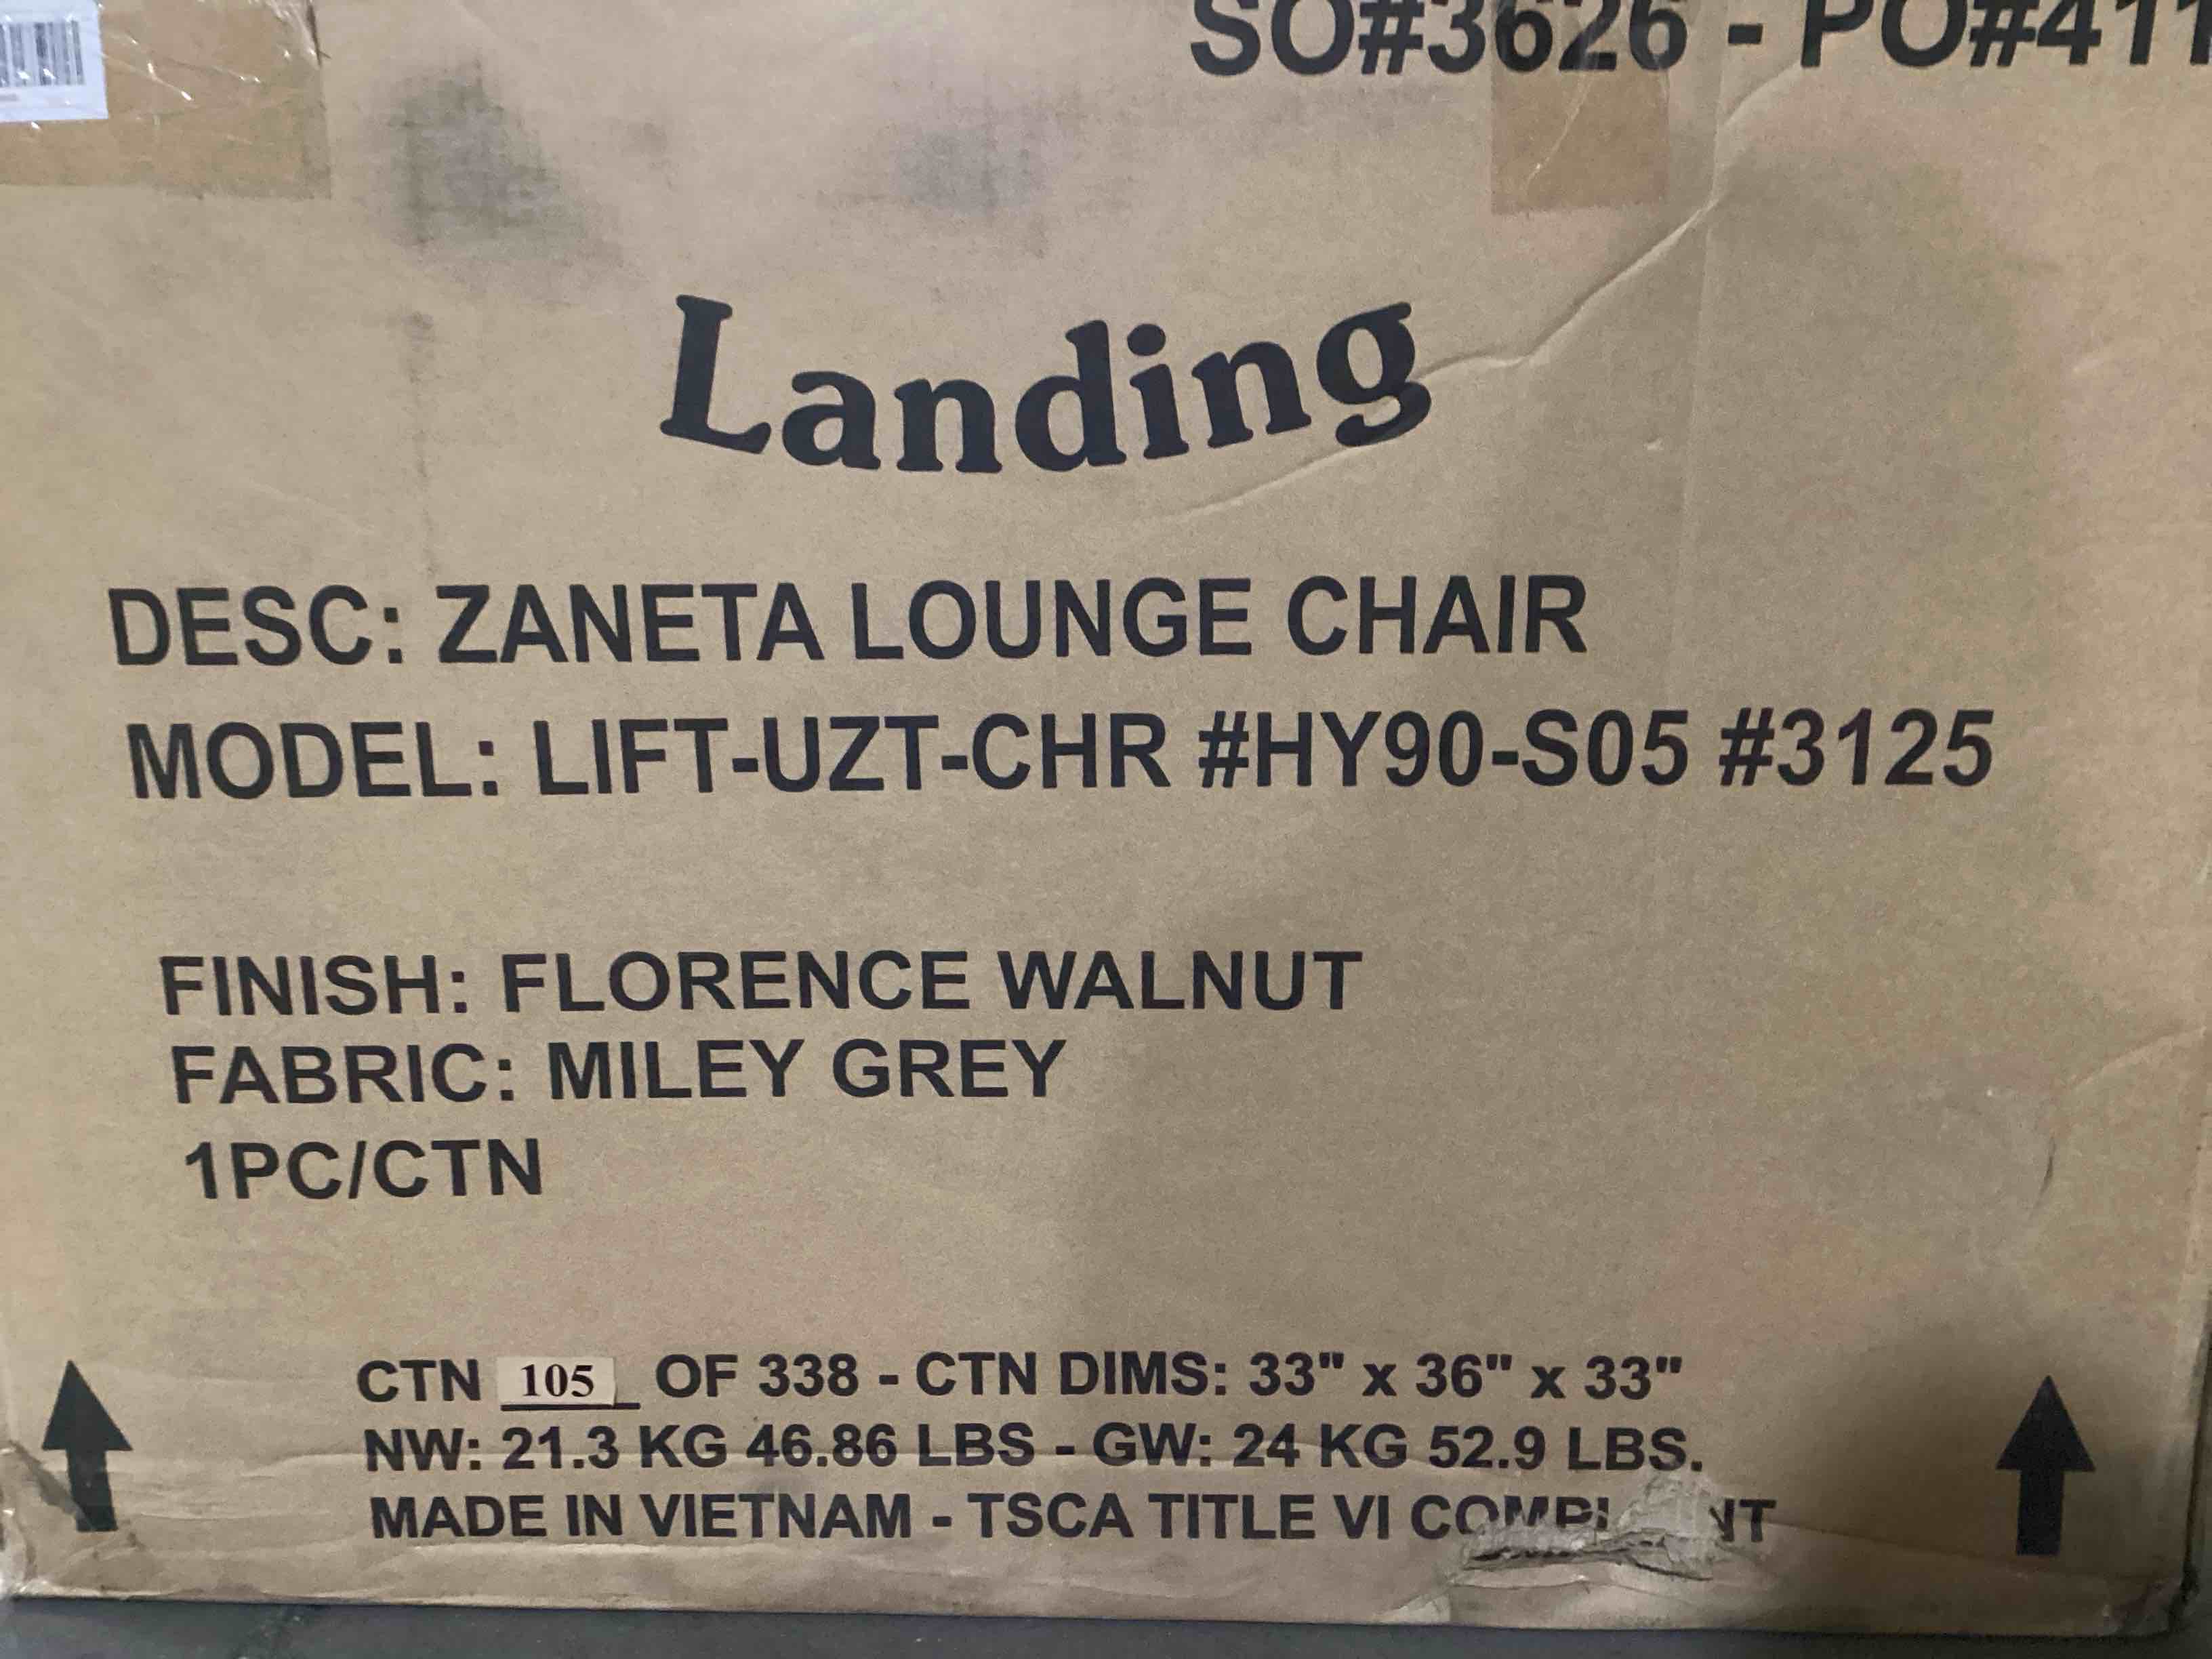 SO#3626 - PO#411
Landing
DESC: ZANETA LOUNGE CHAIR
MODEL: LIFT-UZT-CHR #HY90-S05 #3125
FINISH: FLORENCE WALNUT
FABRIC: MILEY GREY
1PC/CTN
CTN 105 OF 338 - CTN DIMS: 33" x 36" x 33"
NW: 21.3 KG 46.86 LBS - GW: 24 KG 52.9 LBS.
MADE IN VIETNAM - TSCA TITLE VI